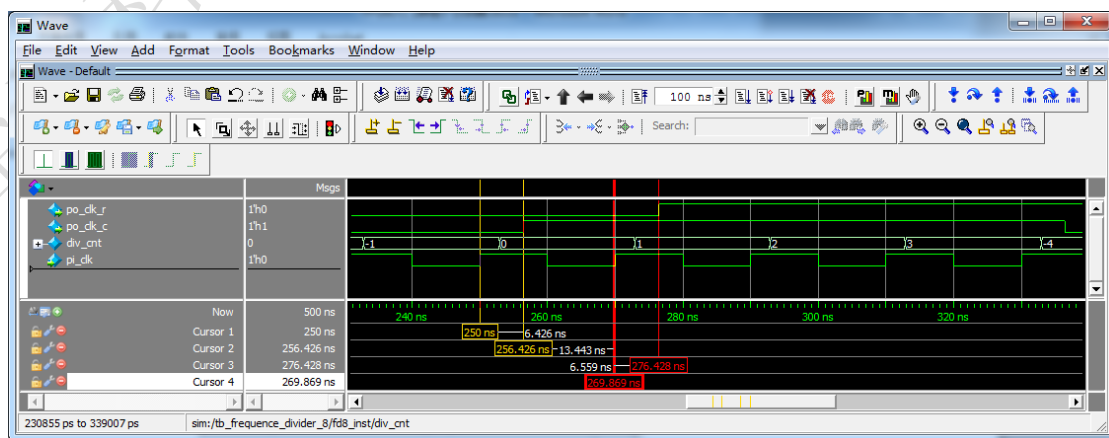 Wave
File Edit View Add Format Tools Bookmarks Window Help
Wave - Default
100 ns
Search:
Msgs
po_clk_r 1'h0
po_clk_c 1'h1
div_cnt 0 -1 0 1 2 3 -4
pi_clk 1'h0
Now 500 ns 240 ns 260 ns 280 ns 300 ns 320 ns
Cursor 1 250 ns 250 ns 6.426 ns
Cursor 2 256.426 ns 256.426 ns 13.443 ns
Cursor 3 276.428 ns 6.559 ns 276.428 ns
Cursor 4 269.869 ns 269.869 ns
230855 ps to 339007 ps sim:/tb_frequence_divider_8/fd8_inst/div_cnt